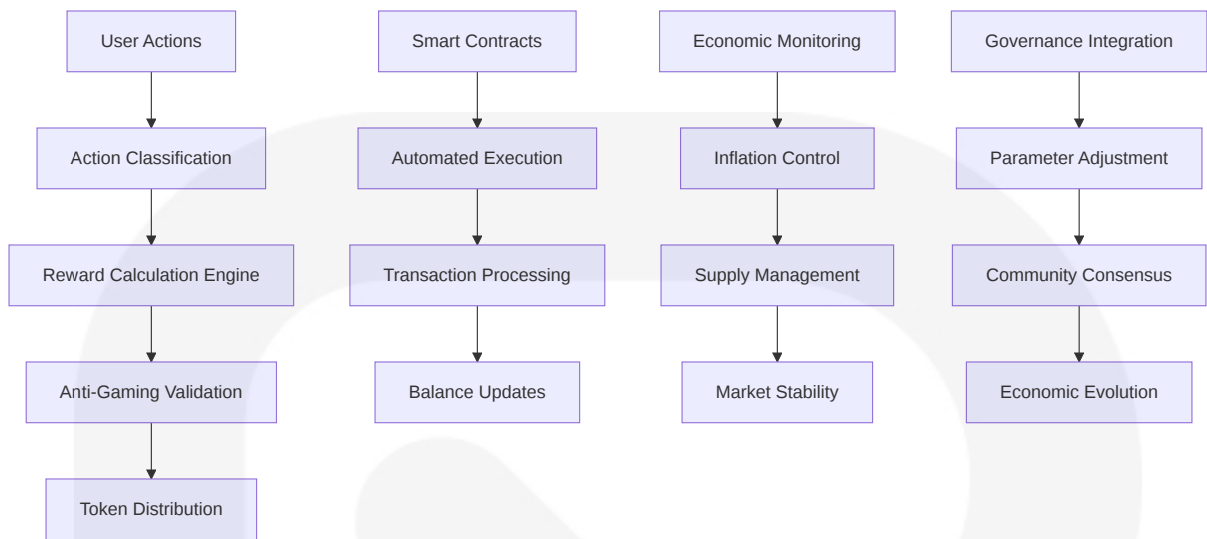 User Actions
Smart Contracts
Economic Monitoring
Governance Integration
Action Classification
Automated Execution
Inflation Control
Parameter Adjustment
Reward Calculation Engine
Transaction Processing
Supply Management
Community Consensus
Anti-Gaming Validation
Balance Updates
Market Stability
Economic Evolution
Token Distribution